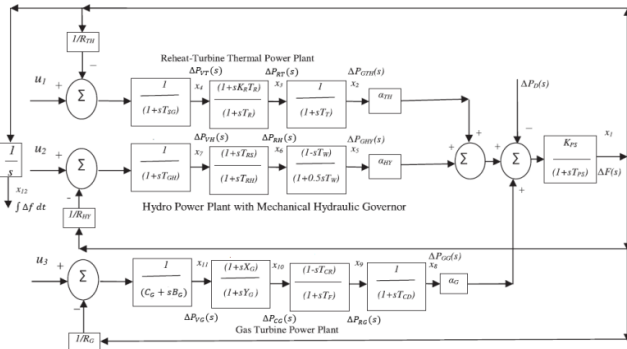 1/R_TH
Reheat-Turbine Thermal Power Plant
ΔP_VT(s) ΔP_RT(s) ΔP_GTH(s)
u_1 + − Σ 1 / (1+sT_SG) x_4 (1+sK_RT_R) / (1+sT_R) x_3 1 / (1+sT_T) x_2 α_TH
ΔP_D(s)
ΔP_VH(s) ΔP_RH(s) ΔP_GHY(s)
1 / s
u_2 + − Σ 1 / (1+sT_GH) x_7 (1+sT_RS) / (1+sT_RH) x_6 (1-sT_W) / (1+0.5sT_W) x_5 α_HY + + Σ + − + Σ K_PS / (1+sT_PS) x_1
ΔF(s)
x_12
∫ Δf dt
1/R_HY
Hydro Power Plant with Mechanical Hydraulic Governor
ΔP_GG(s)
u_3 + − Σ 1 / (C_G + sB_G) x_11 (1+sX_G) / (1+sY_G) x_10 (1-sT_CR) / (1+sT_F) x_9 1 / (1+sT_CD) x_8 α_G
ΔP_VG(s) ΔP_CG(s) ΔP_RG(s)
Gas Turbine Power Plant
1/R_G